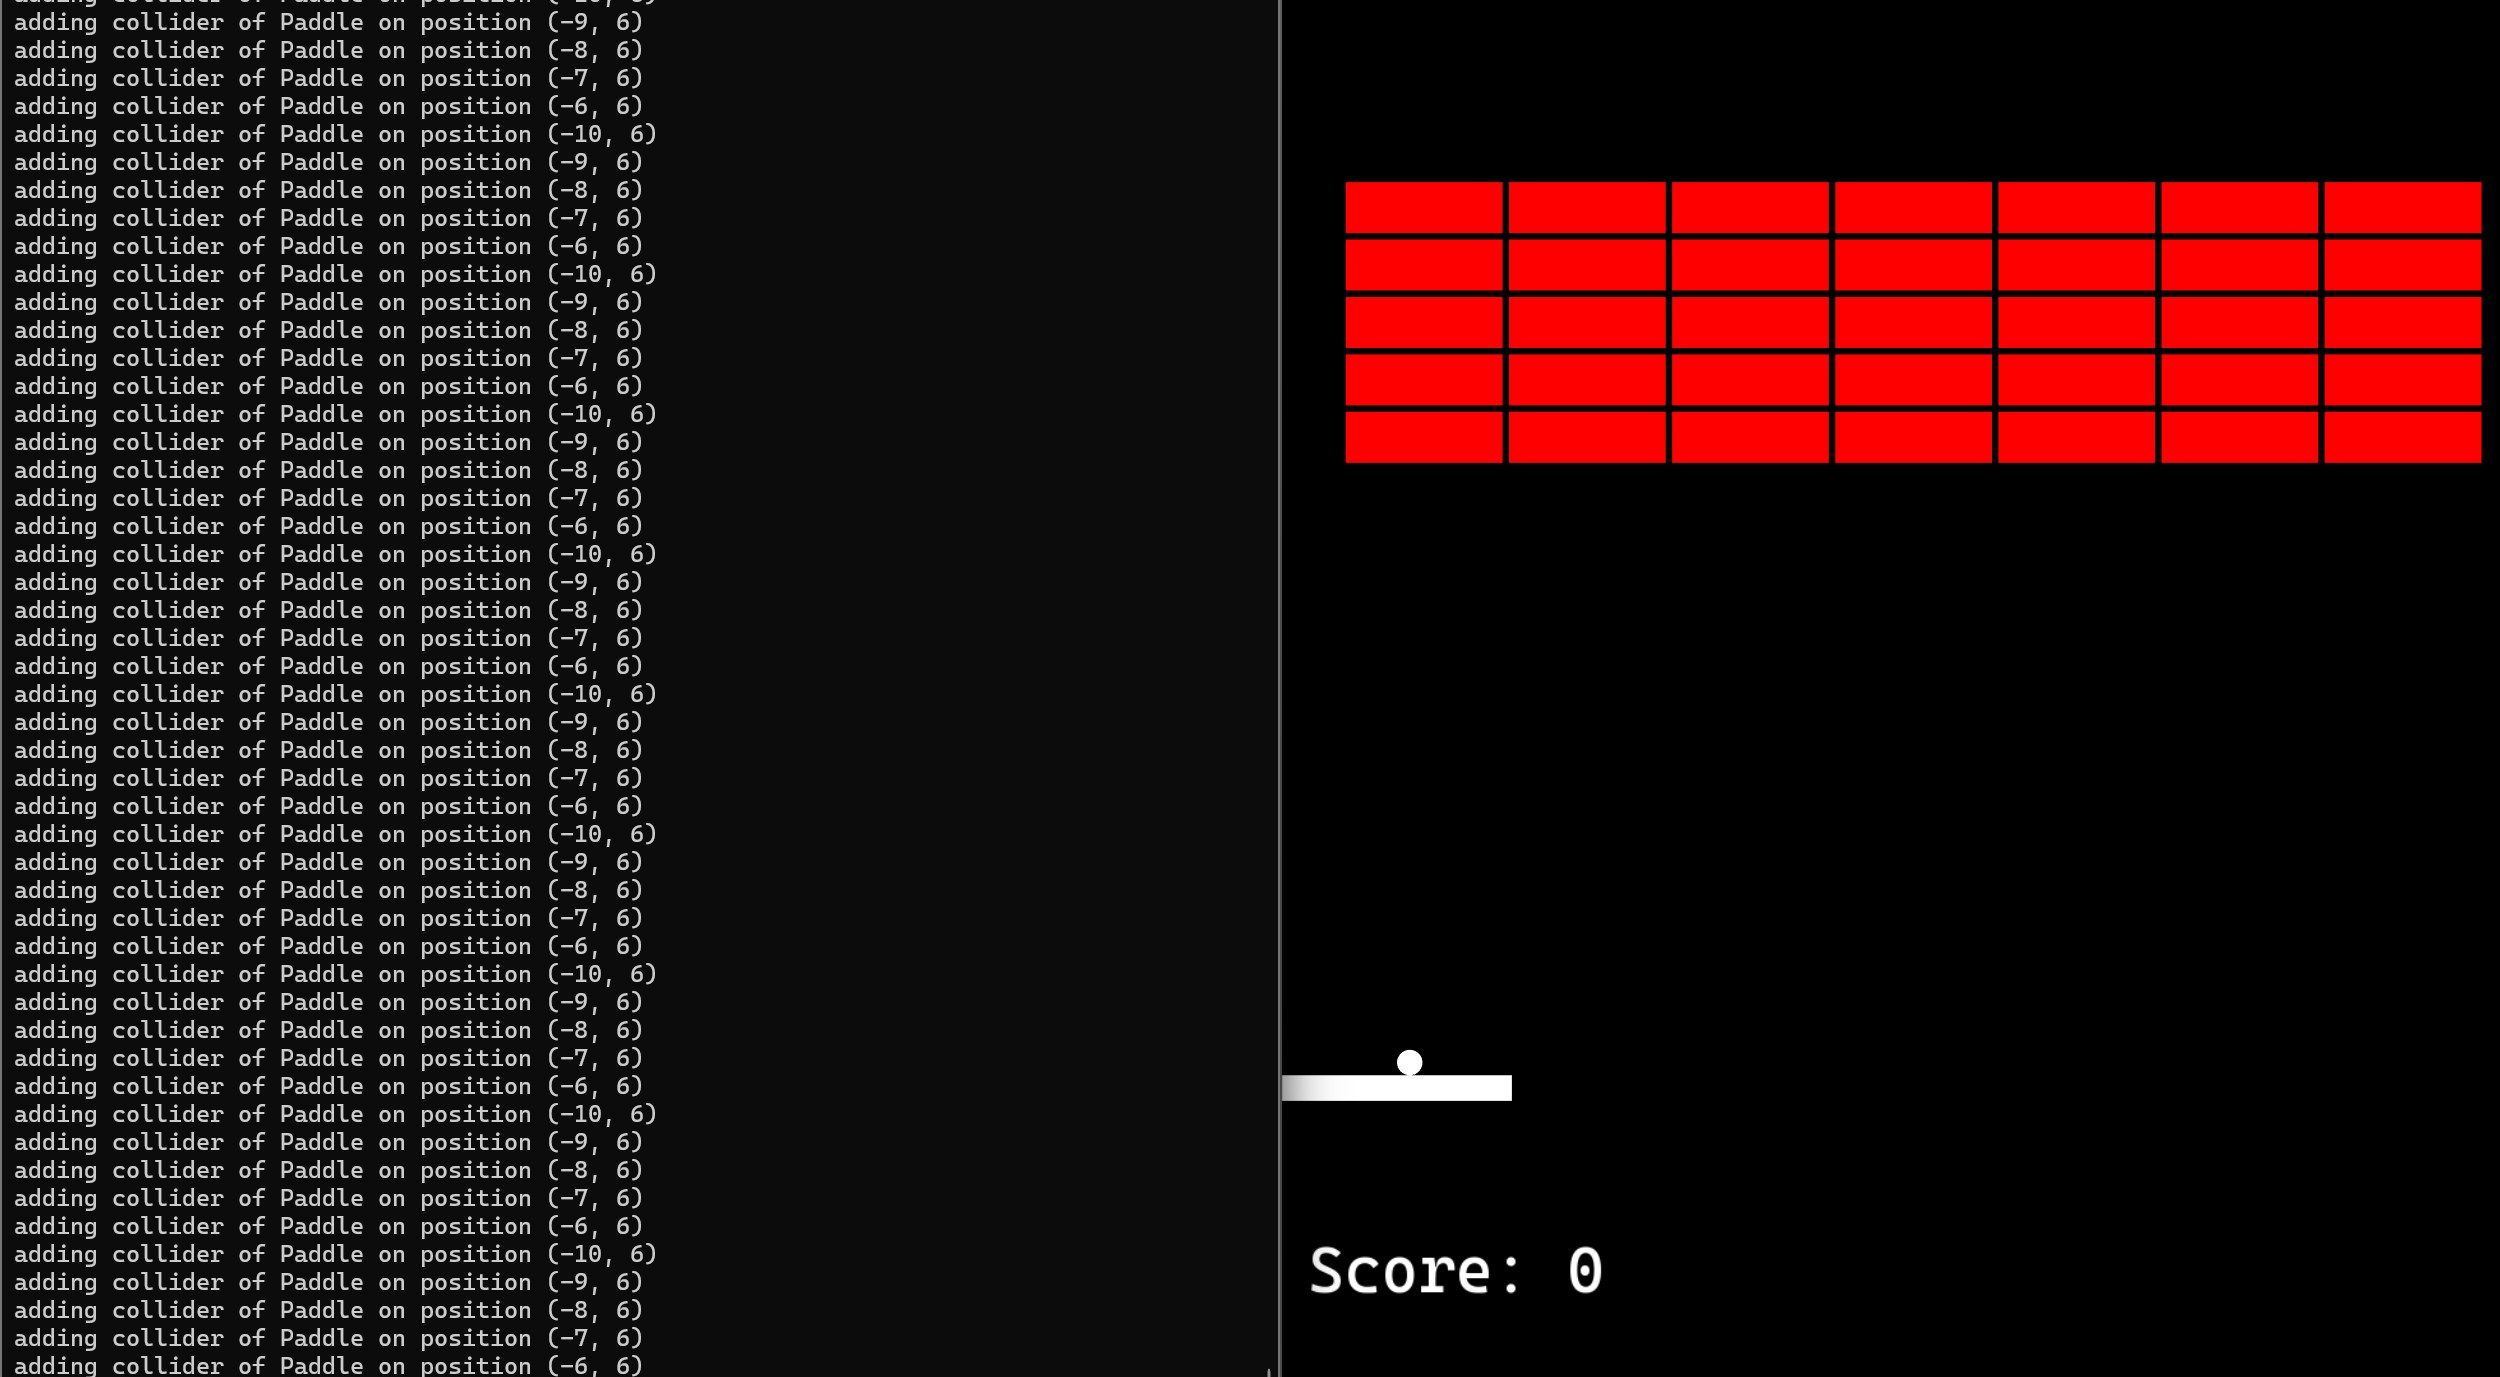 adding collider of Paddle on position (-10, 6)
adding collider of Paddle on position (-9, 6)
adding collider of Paddle on position (-8, 6)
adding collider of Paddle on position (-7, 6)
adding collider of Paddle on position (-6, 6)
adding collider of Paddle on position (-10, 6)
adding collider of Paddle on position (-9, 6)
adding collider of Paddle on position (-8, 6)
adding collider of Paddle on position (-7, 6)
adding collider of Paddle on position (-6, 6)
adding collider of Paddle on position (-10, 6)
adding collider of Paddle on position (-9, 6)
adding collider of Paddle on position (-8, 6)
adding collider of Paddle on position (-7, 6)
adding collider of Paddle on position (-6, 6)
adding collider of Paddle on position (-10, 6)
adding collider of Paddle on position (-9, 6)
adding collider of Paddle on position (-8, 6)
adding collider of Paddle on position (-7, 6)
adding collider of Paddle on position (-6, 6)
adding collider of Paddle on position (-10, 6)
adding collider of Paddle on position (-9, 6)
adding collider of Paddle on position (-8, 6)
adding collider of Paddle on position (-7, 6)
adding collider of Paddle on position (-6, 6)
adding collider of Paddle on position (-10, 6)
adding collider of Paddle on position (-9, 6)
adding collider of Paddle on position (-8, 6)
adding collider of Paddle on position (-7, 6)
adding collider of Paddle on position (-6, 6)
adding collider of Paddle on position (-10, 6)
adding collider of Paddle on position (-9, 6)
adding collider of Paddle on position (-8, 6)
adding collider of Paddle on position (-7, 6)
adding collider of Paddle on position (-6, 6)
adding collider of Paddle on position (-10, 6)
adding collider of Paddle on position (-9, 6)
adding collider of Paddle on position (-8, 6)
adding collider of Paddle on position (-7, 6)
adding collider of Paddle on position (-6, 6)
adding collider of Paddle on position (-10, 6)
adding collider of Paddle on position (-9, 6)
adding collider of Paddle on position (-8, 6)
adding collider of Paddle on position (-7, 6)
adding collider of Paddle on position (-6, 6)
adding collider of Paddle on position (-10, 6)
adding collider of Paddle on position (-9, 6)
adding collider of Paddle on position (-8, 6)
adding collider of Paddle on position (-7, 6)
adding collider of Paddle on position (-6, 6)
Score: 0